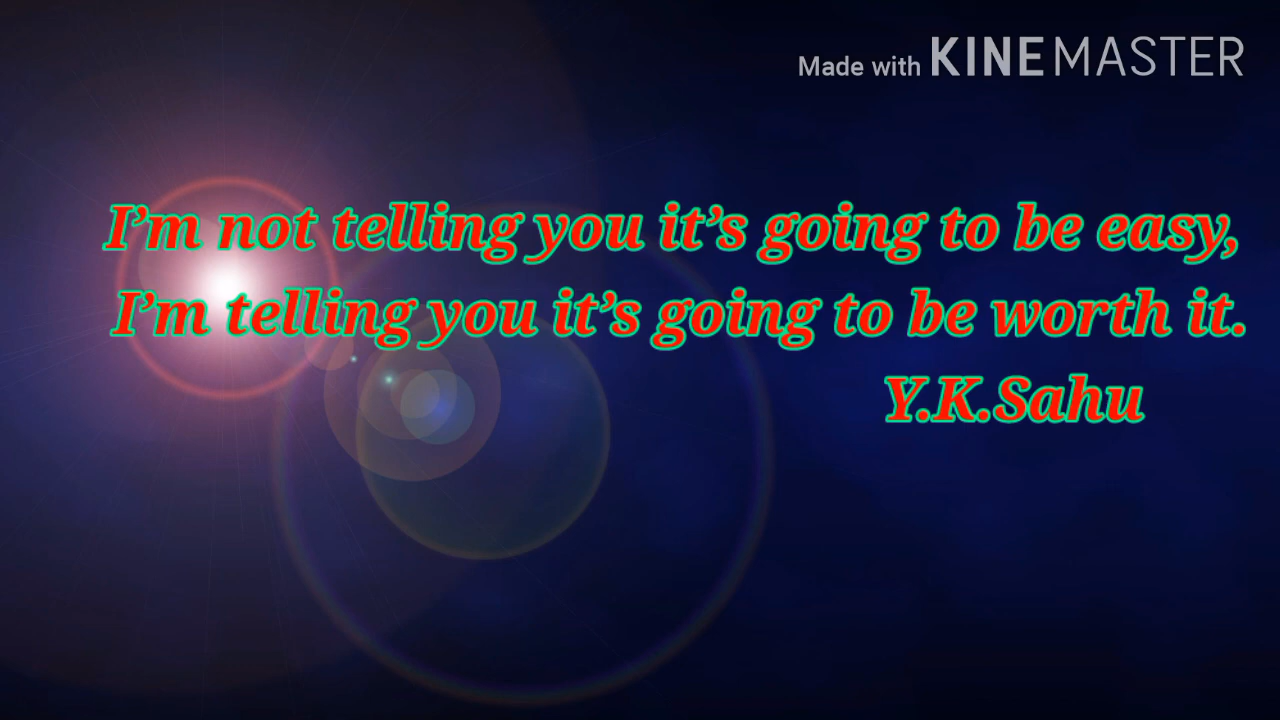 Made with KINEMASTER
I’m not telling you it’s going to be easy,
I’m telling you it’s going to be worth it.
Y.K.Sahu